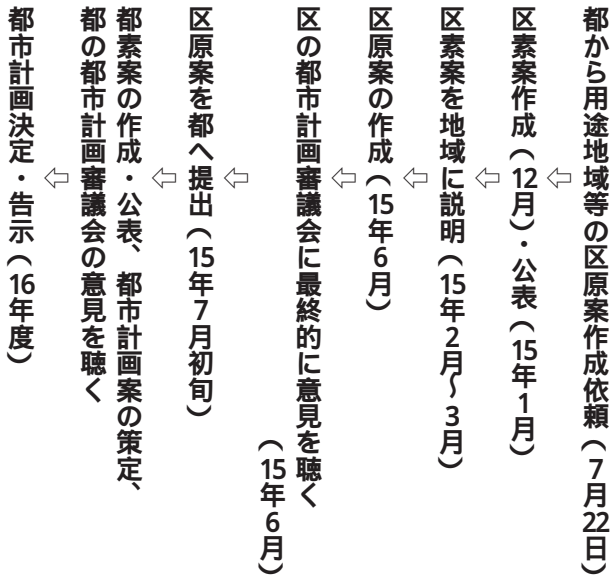 都から用途地域等の区原案作成依頼(7月22日)
⇦
区素案作成(12月)・公表(15年1月)
⇦
区素案を地域に説明(15年2月〜3月)
⇦
区原案の作成(15年6月)
⇦
区の都市計画審議会に最終的に意見を聴く
(15年6月)
⇦
区原案を都へ提出(15年7月初旬)
⇦
都素案の作成・公表、都市計画案の策定、
都の都市計画審議会の意見を聴く
⇦
都市計画決定・告示(16年度)